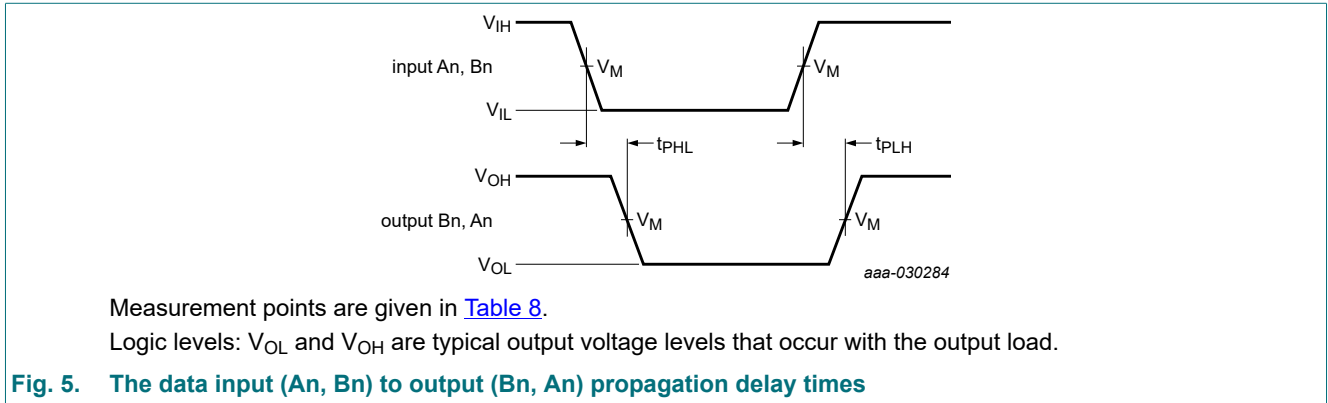 VIH
input An, Bn
VM
VM
VIL
tPHL
tPLH
VOH
output Bn, An
VM
VM
VOL
aaa-030284
Measurement points are given in Table 8.
Logic levels: VOL and VOH are typical output voltage levels that occur with the output load.
Fig. 5. The data input (An, Bn) to output (Bn, An) propagation delay times